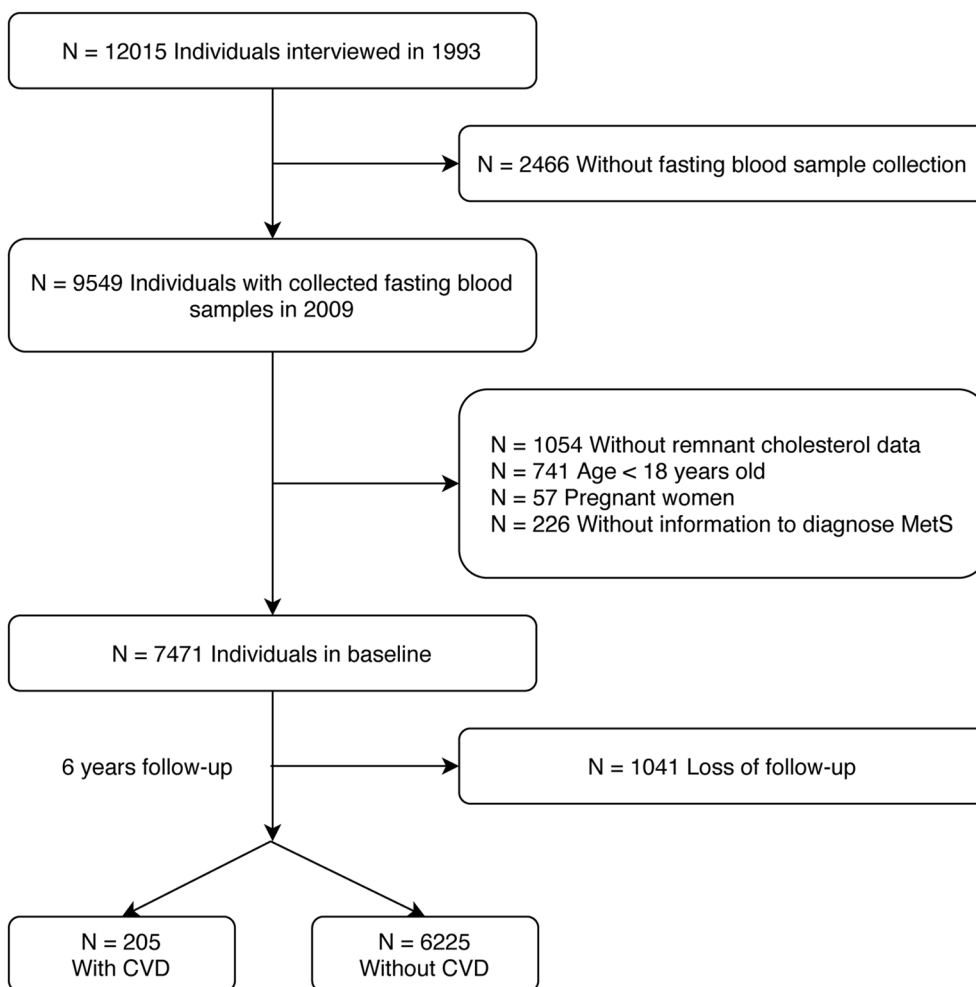 N = 12015 Individuals interviewed in 1993
N = 2466 Without fasting blood sample collection
N = 9549 Individuals with collected fasting blood
samples in 2009
N = 1054 Without remnant cholesterol data
N = 741 Age < 18 years old
N = 57 Pregnant women
N = 226 Without information to diagnose MetS
N = 7471 Individuals in baseline
6 years follow-up
N = 1041 Loss of follow-up
N = 205
With CVD
N = 6225
Without CVD